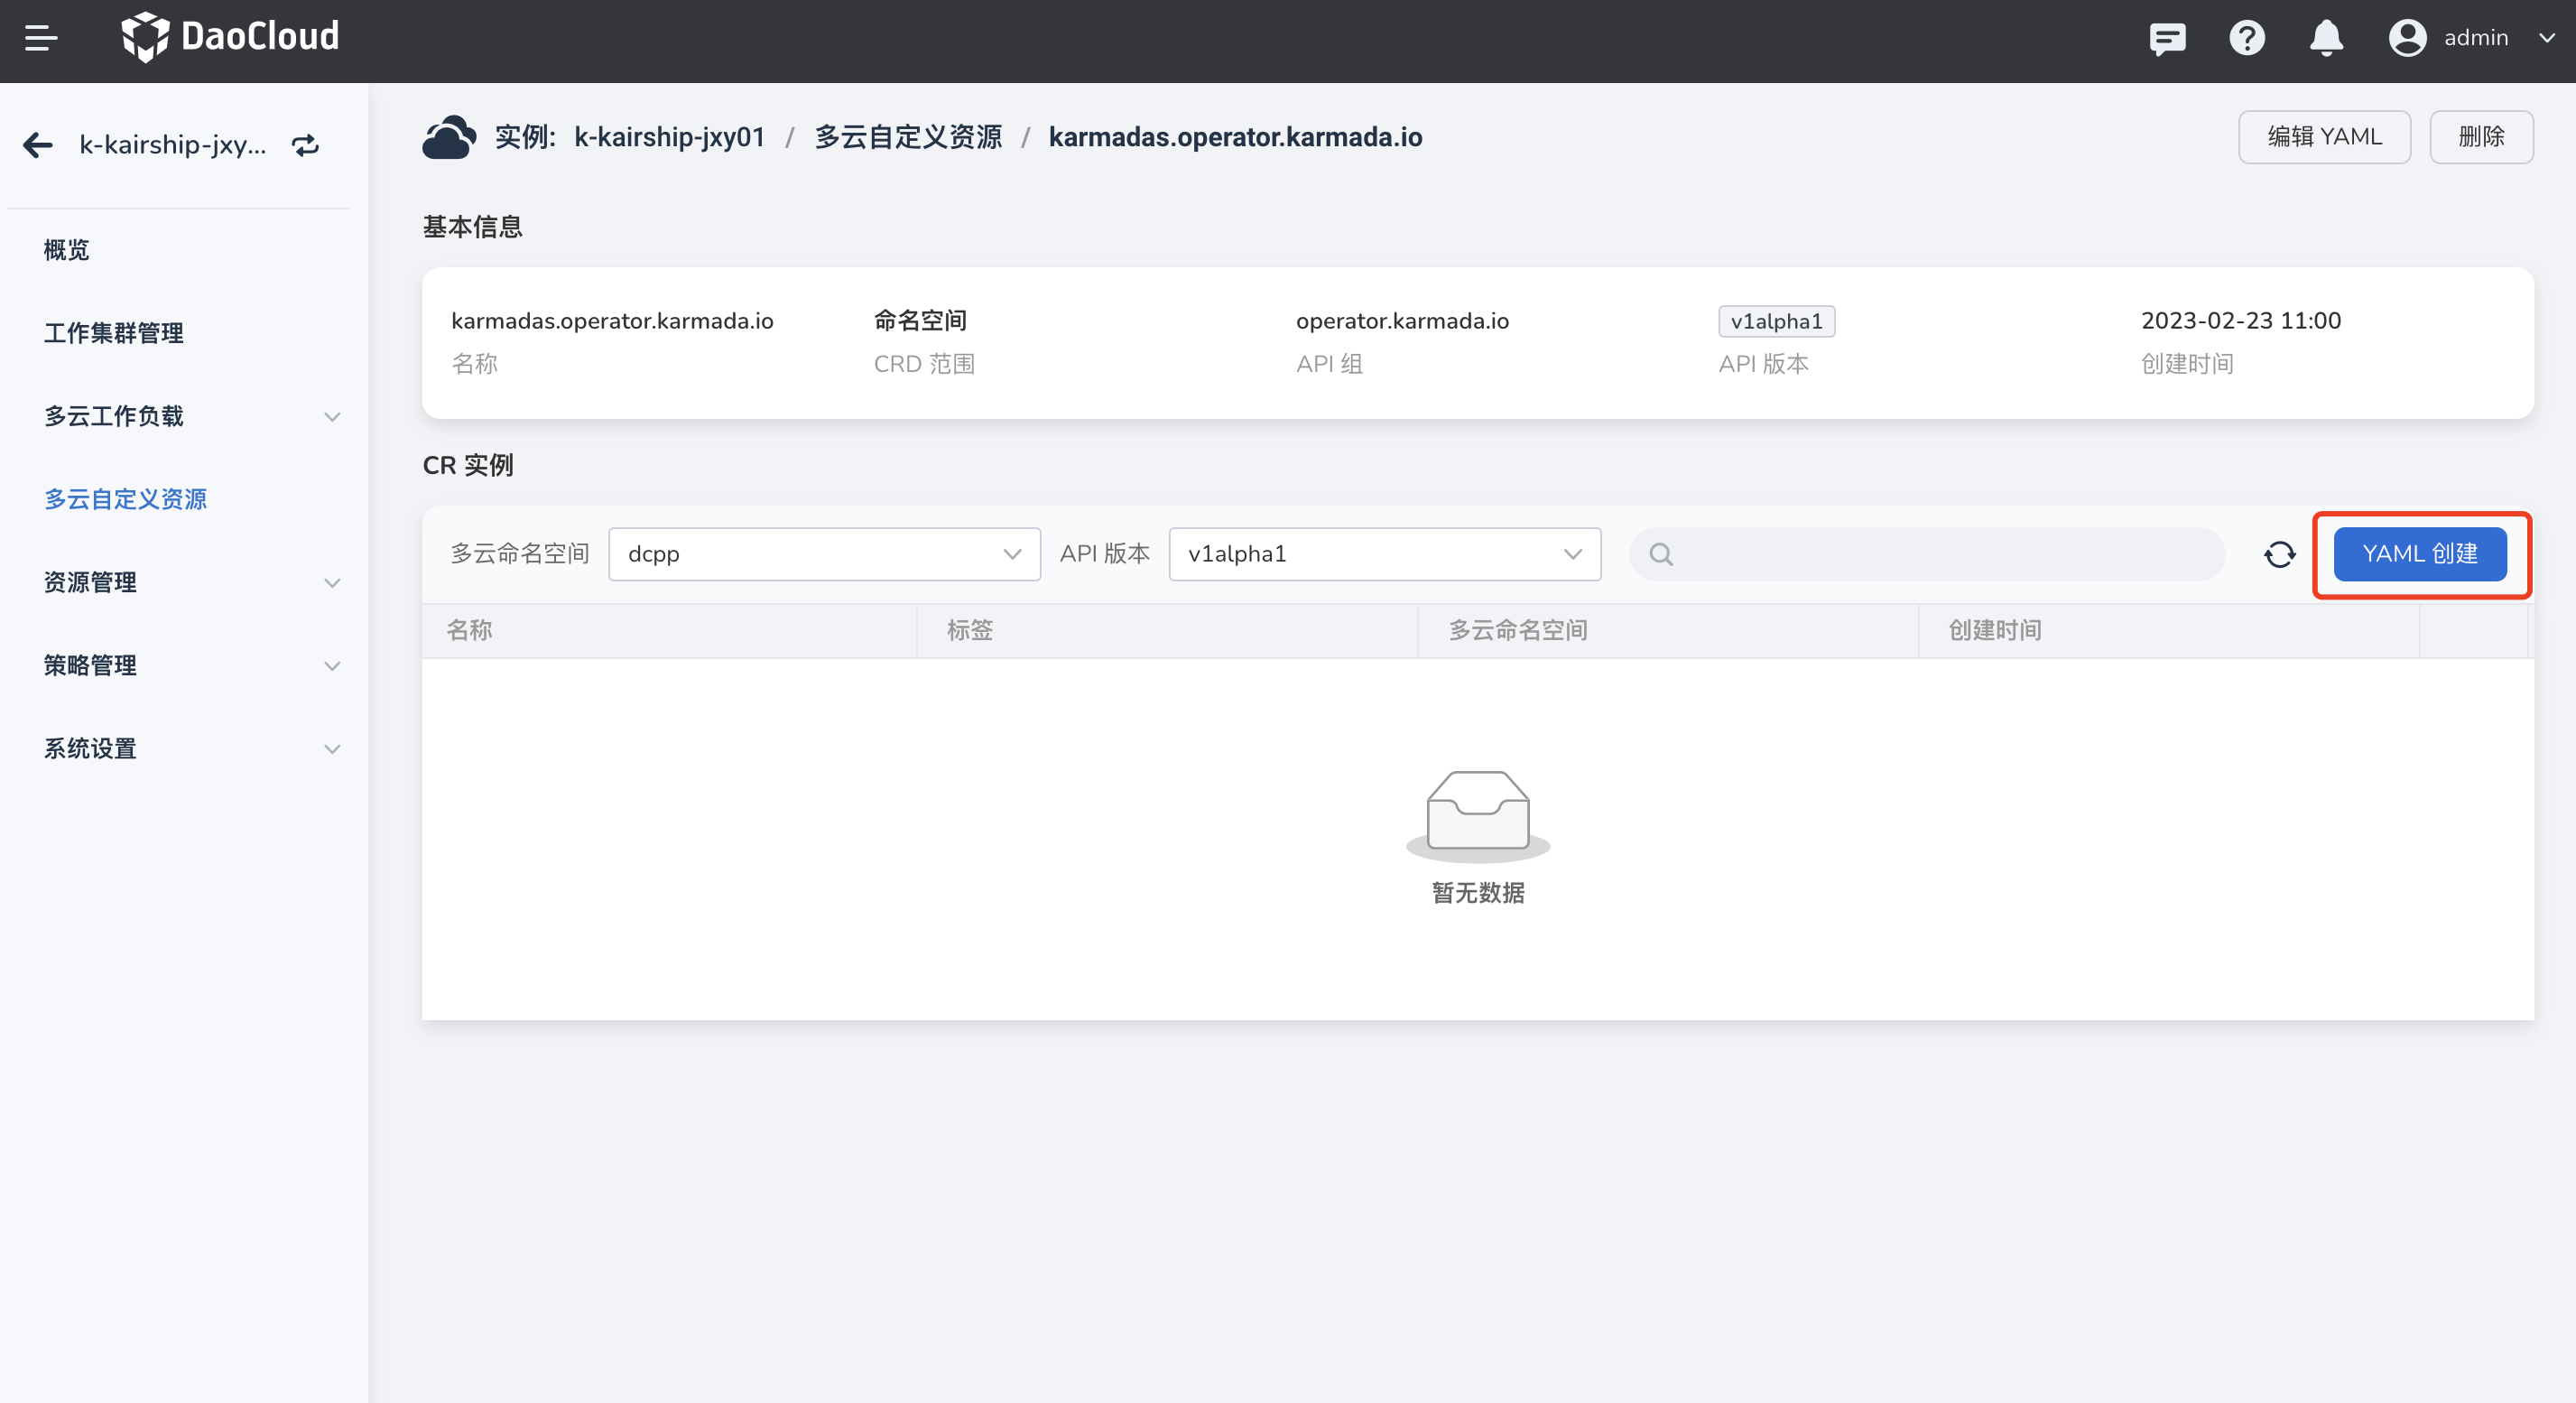 DaoCloud
admin
k-kairship-jxy...
概览
工作集群管理
多云工作负载
多云自定义资源
资源管理
策略管理
系统设置
实例: k-kairship-jxy01 / 多云自定义资源 / karmadas.operator.karmada.io
编辑 YAML
删除
基本信息
karmadas.operator.karmada.io
名称
命名空间
CRD 范围
operator.karmada.io
API 组
v1alpha1
API 版本
2023-02-23 11:00
创建时间
CR 实例
多云命名空间 dcpp API 版本 v1alpha1 YAML 创建
名称 标签 多云命名空间 创建时间
暂无数据